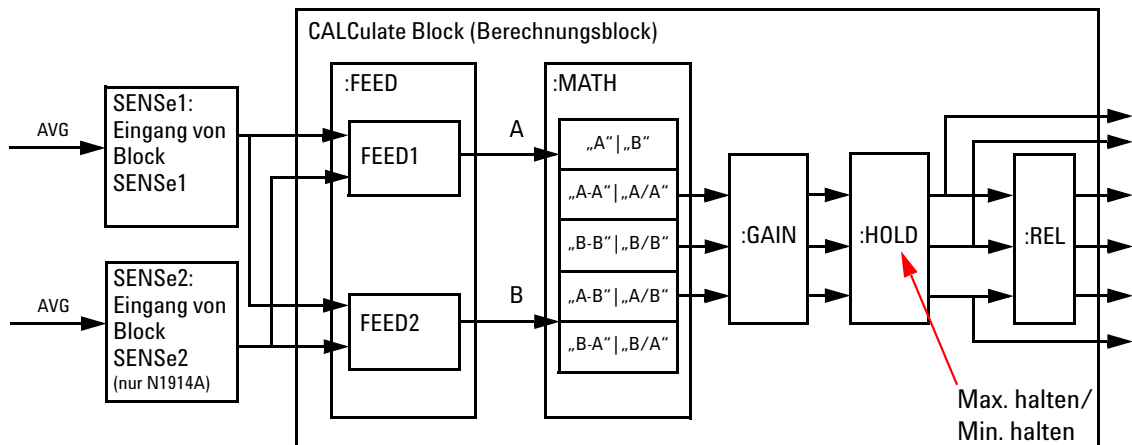 CALCulate Block (Berechnungsblock)
AVG
SENSe1:
Eingang von
Block
SENSe1
AVG
SENSe2:
Eingang von
Block
SENSe2
(nur N1914A)
:FEED
FEED1
FEED2
A
B
:MATH
„A“|„B“
„A-A“|„A/A“
„B-B“|„B/B“
„A-B“|„A/B“
„B-A“|„B/A“
:GAIN
:HOLD
:REL
Max. halten/
Min. halten